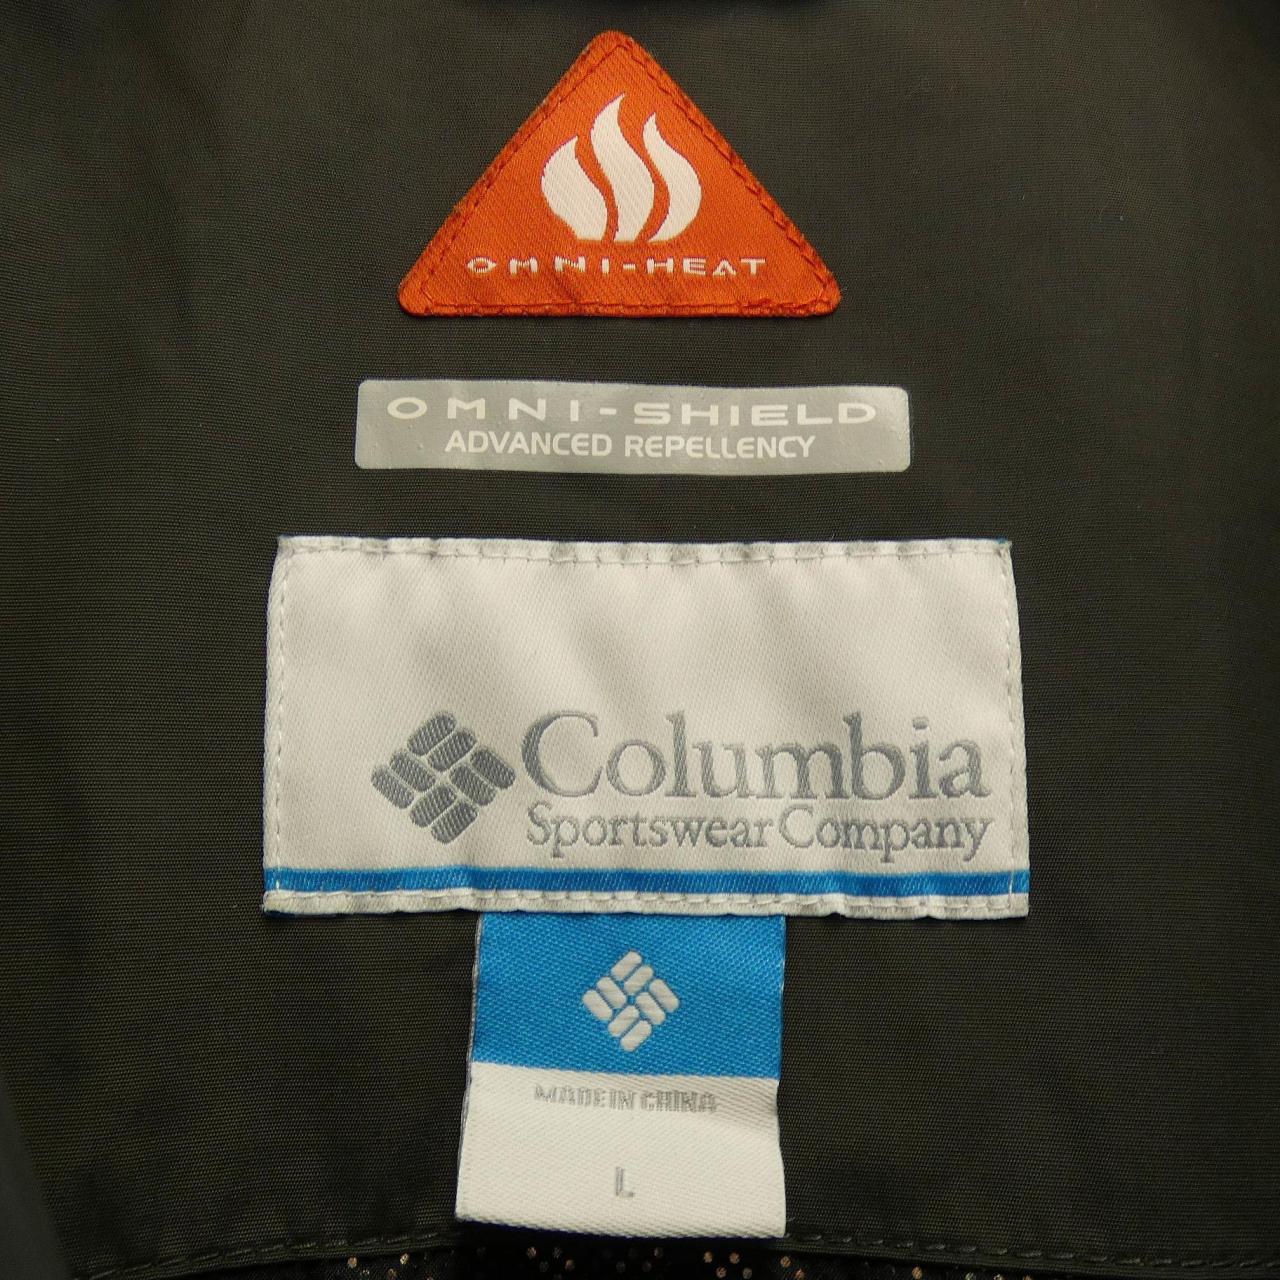 OMNI-HEAT
OMNI-SHIELD
ADVANCED REPELLENCY
Columbia
Sportswear Company
MADE IN CHINA
L